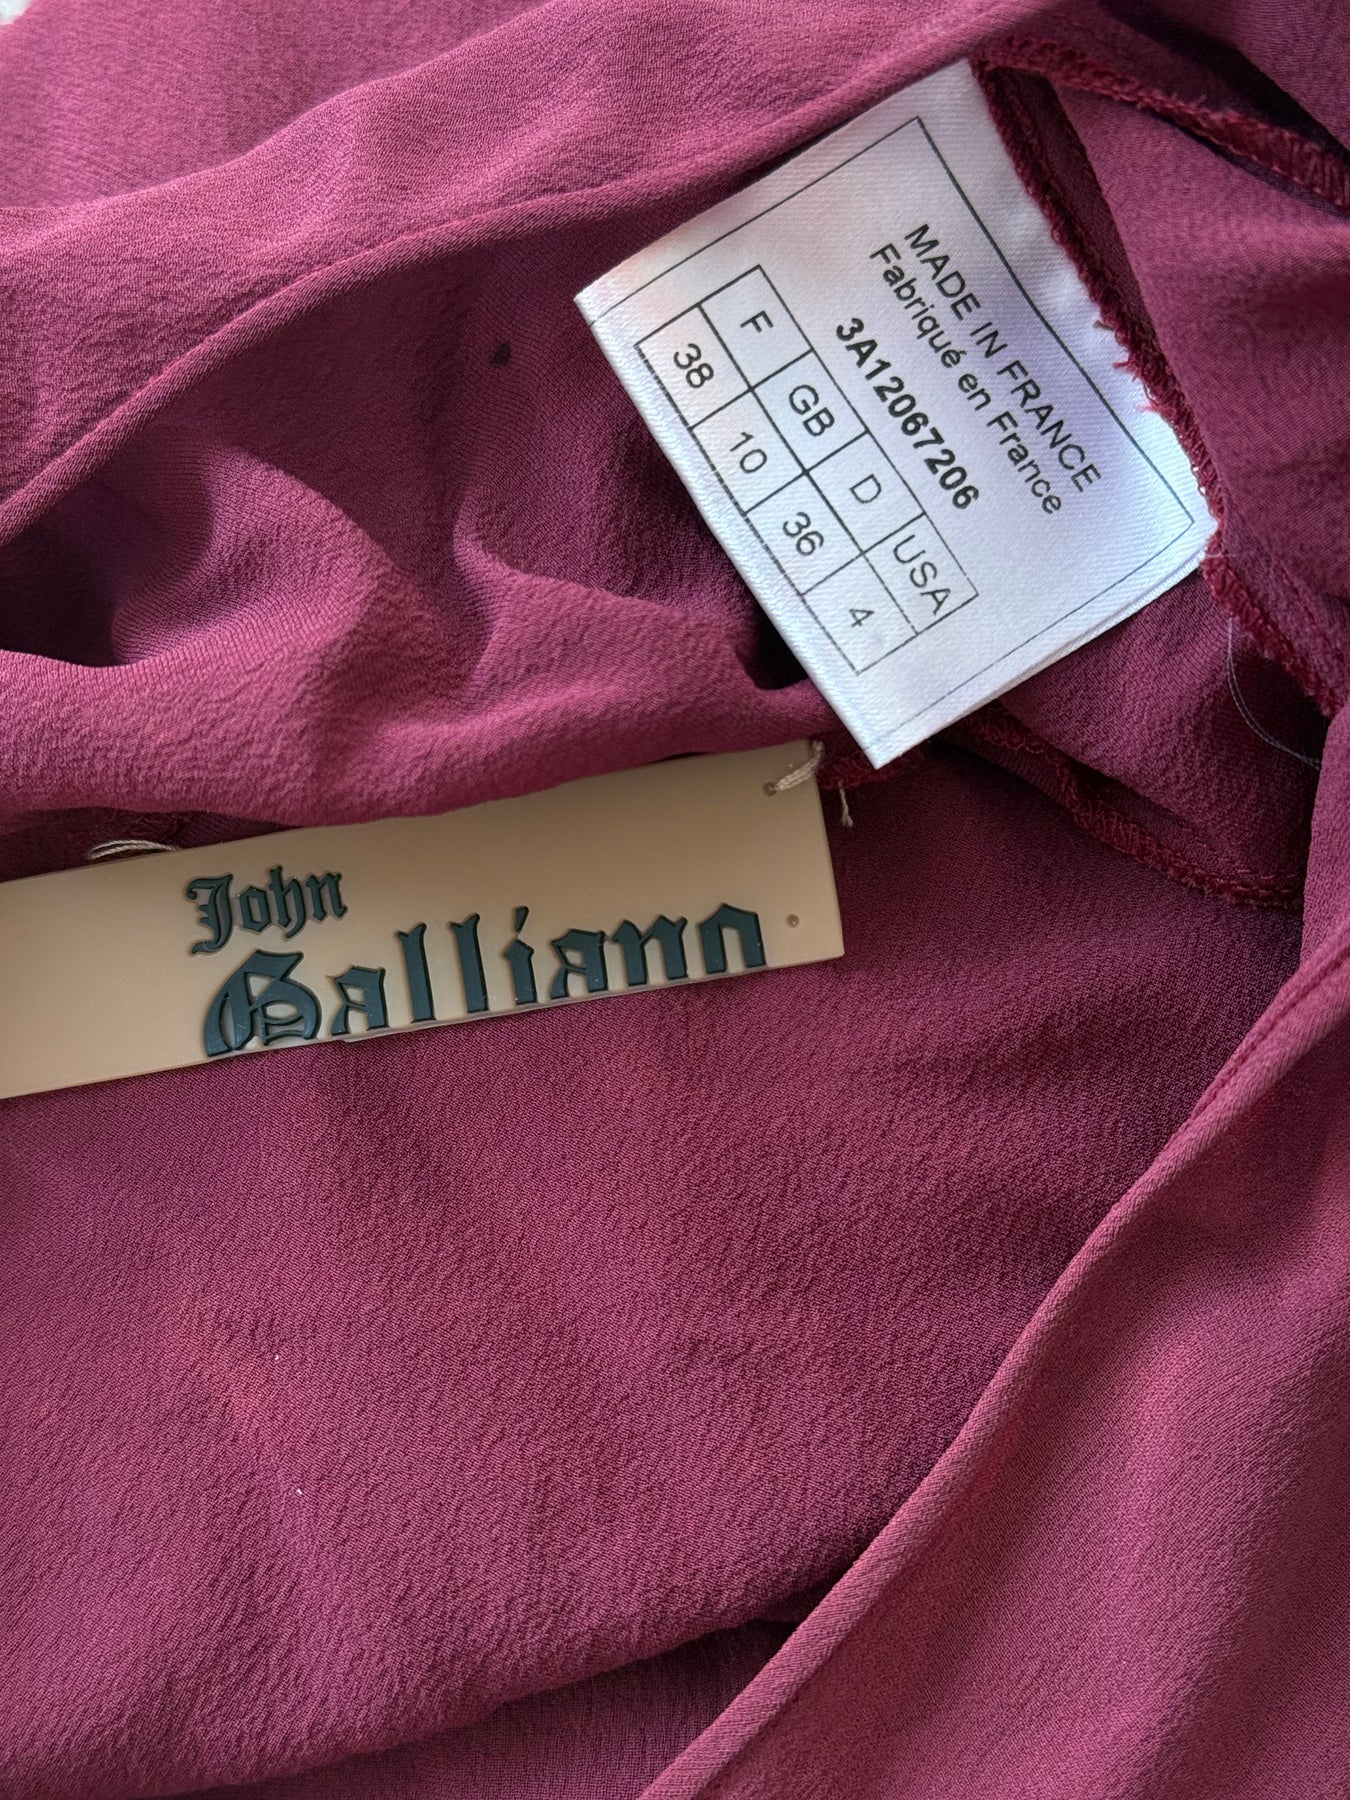 MADE IN FRANCE
Fabriqué en France
3A12067206
F GB D USA
38 10 36 4
John
Galliano